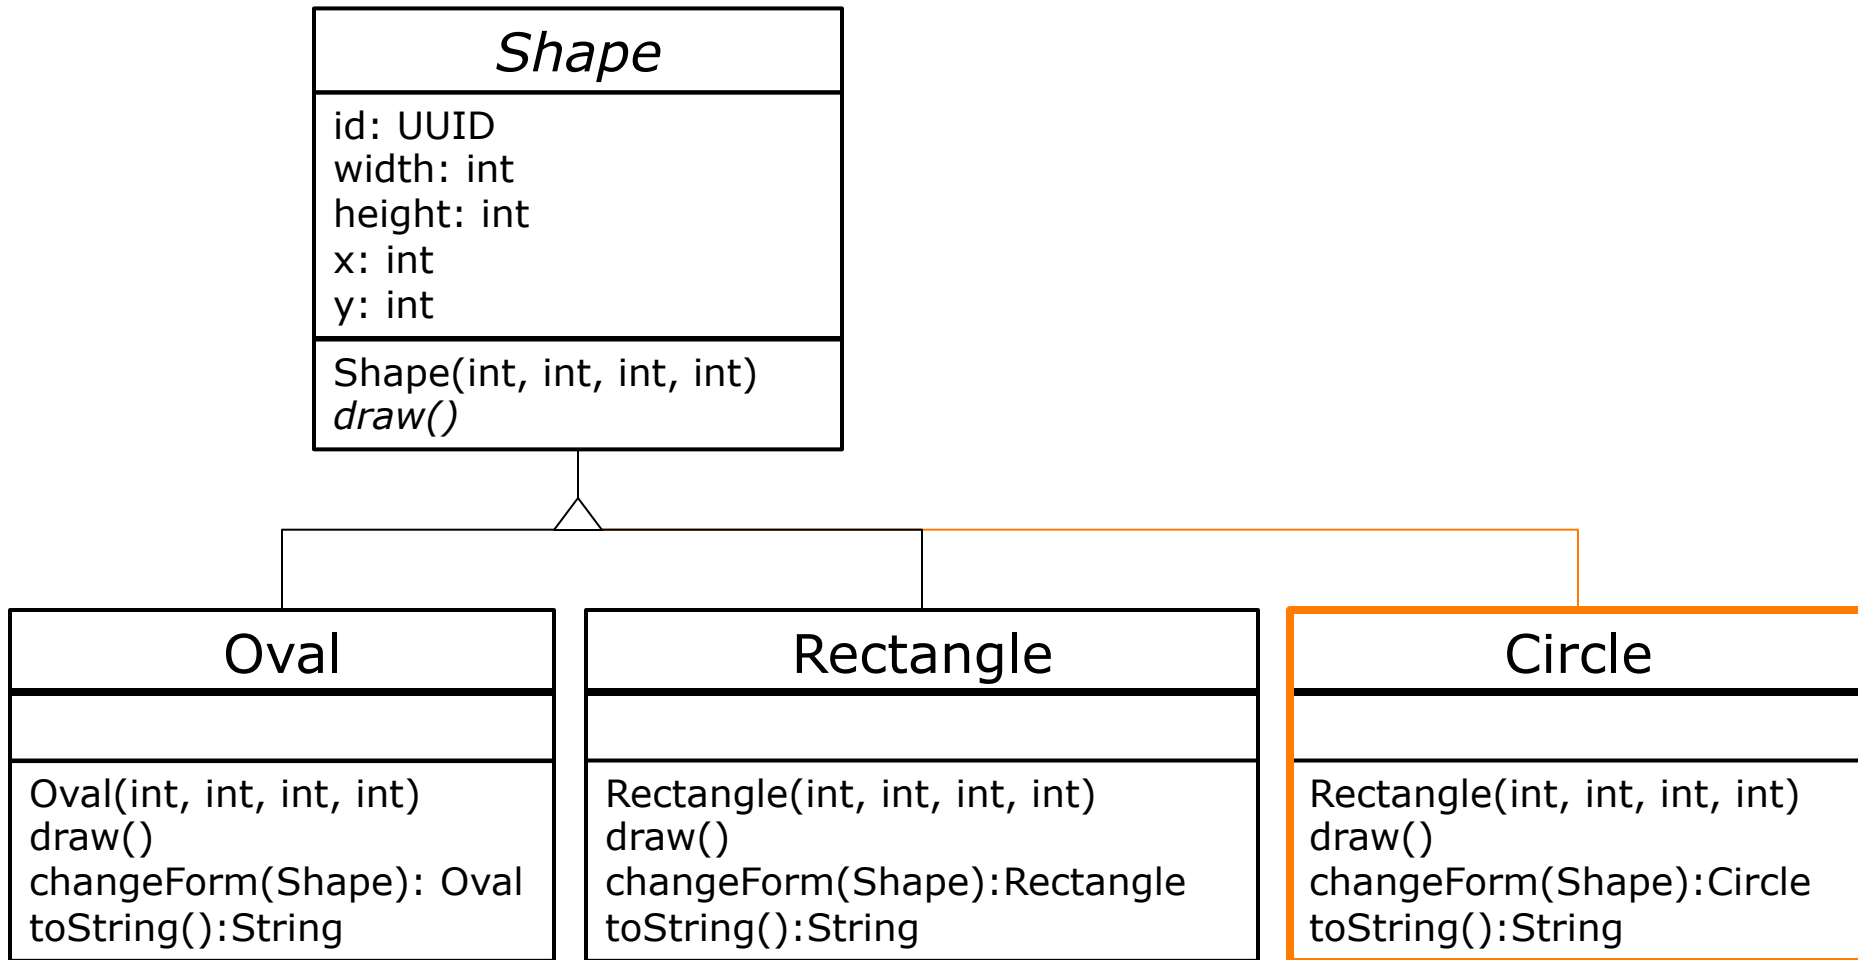 Shape
id: UUID
width: int
height: int
x: int
y: int
Shape(int, int, int, int)
draw()
Oval
Oval(int, int, int, int)
draw()
changeForm(Shape): Oval
toString():String
Rectangle
Rectangle(int, int, int, int)
draw()
changeForm(Shape):Rectangle
toString():String
Circle
Rectangle(int, int, int, int)
draw()
changeForm(Shape):Circle
toString():String